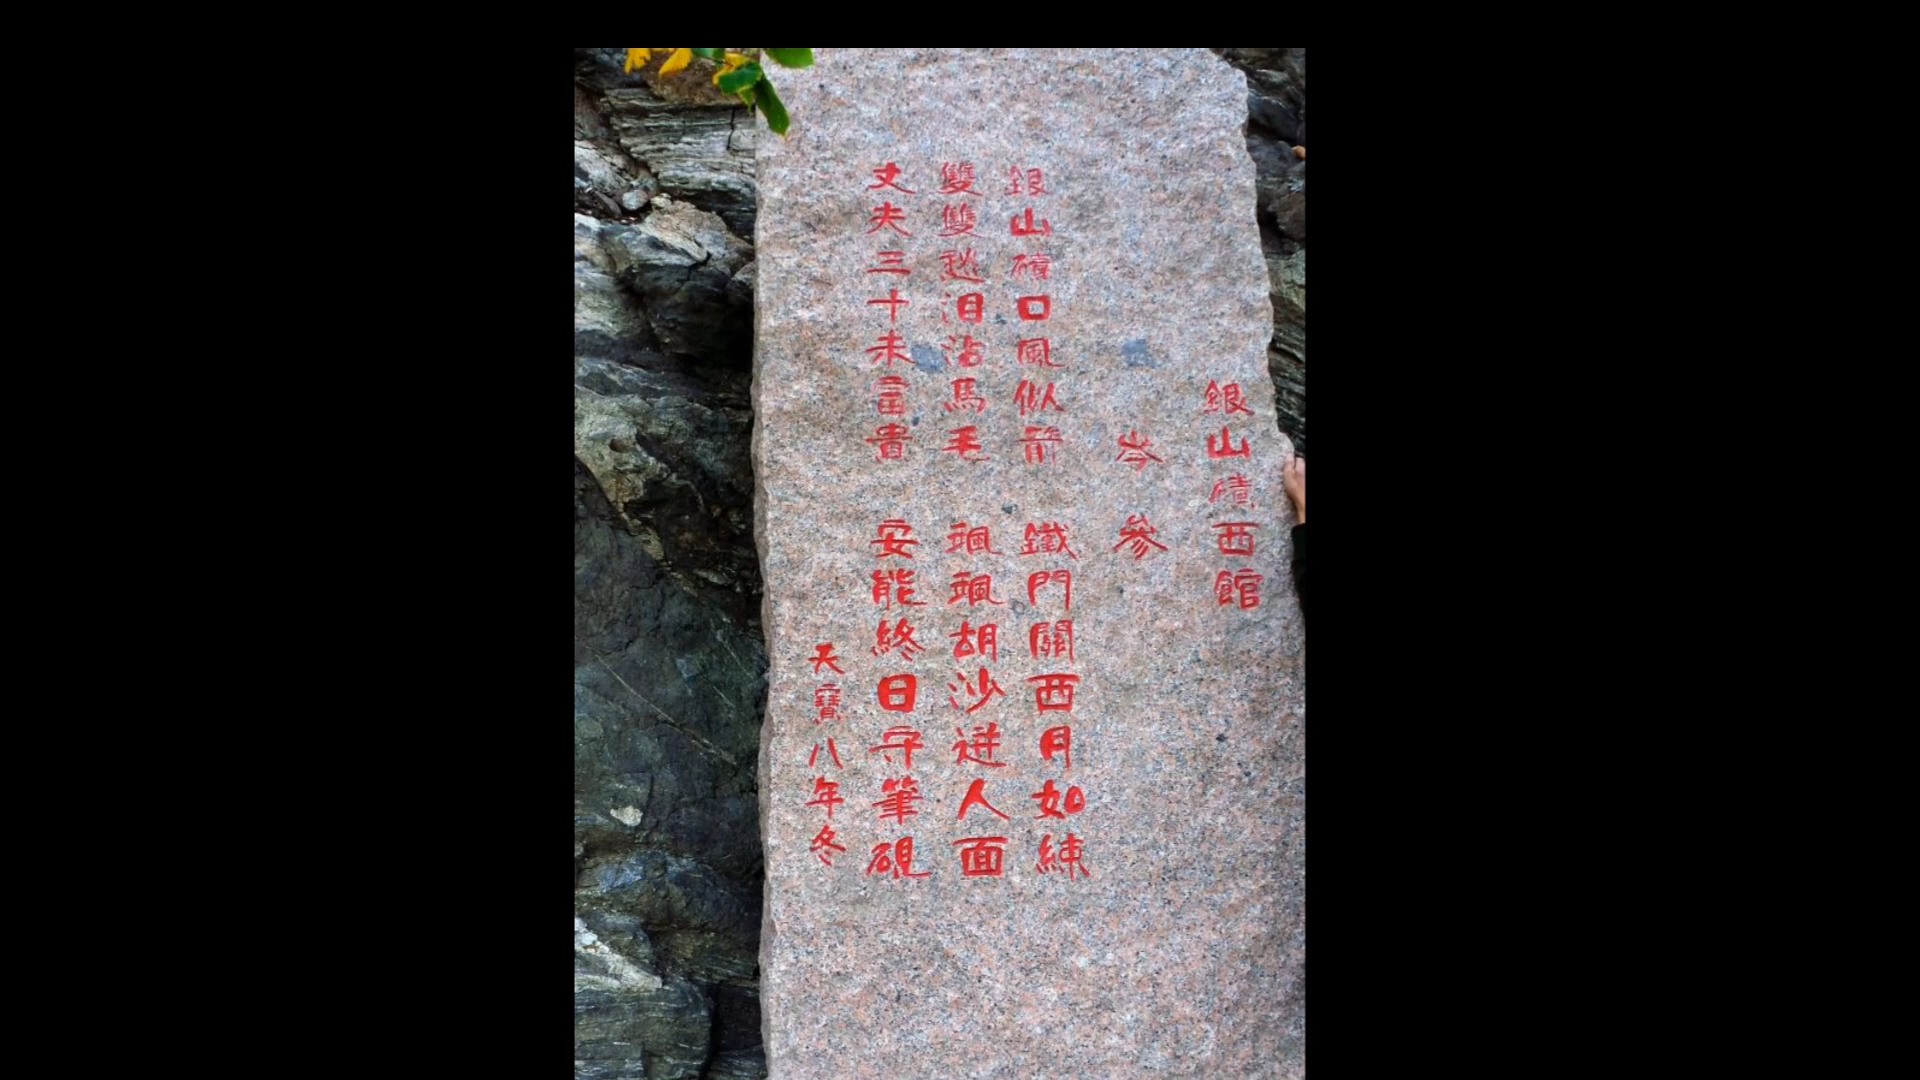 銀山磧西館
岑參
銀山磧口風似箭 鐵門關西月如練
雙雙愁泪沾馬毛 颯颯胡沙迸人面
丈夫三十未富貴 安能終日守筆硯
天寶八年冬